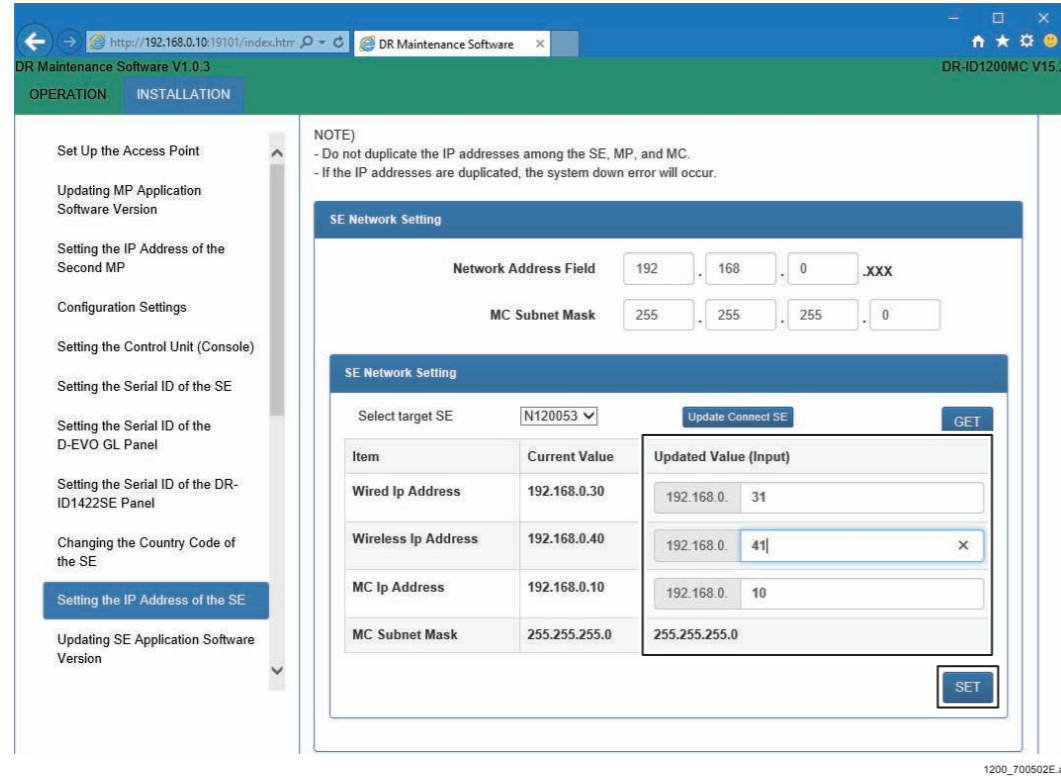 http://192.168.0.10:19101/index.htm
DR Maintenance Software
DR Maintenance Software V1.0.3
DR-ID1200MC V15.
OPERATION INSTALLATION
Set Up the Access Point
Updating MP Application
Software Version
Setting the IP Address of the
Second MP
Configuration Settings
Setting the Control Unit (Console)
Setting the Serial ID of the SE
Setting the Serial ID of the
D-EVO GL Panel
Setting the Serial ID of the DR-
ID1422SE Panel
Changing the Country Code of
the SE
Setting the IP Address of the SE
Updating SE Application Software
Version
NOTE)
- Do not duplicate the IP addresses among the SE, MP, and MC.
- If the IP addresses are duplicated, the system down error will occur.
SE Network Setting
Network Address Field 192 . 168 . 0 .XXX
MC Subnet Mask 255 . 255 . 255 . 0
SE Network Setting
Select target SE N120053 Update Connect SE GET
Item Current Value Updated Value (Input)
Wired Ip Address 192.168.0.30 192.168.0. 31
Wireless Ip Address 192.168.0.40 192.168.0. 41
MC Ip Address 192.168.0.10 192.168.0. 10
MC Subnet Mask 255.255.255.0 255.255.255.0
SET
1200_700502E.